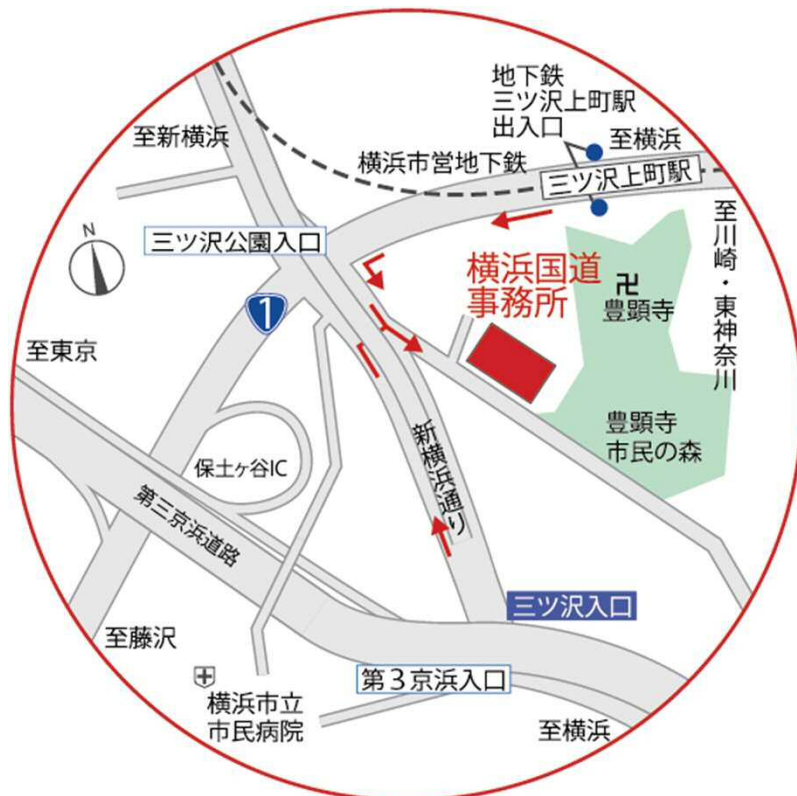 地下鉄
三ツ沢上町駅
出入口
至横浜
至新横浜
横浜市営地下鉄
三ツ沢上町駅
N
三ツ沢公園入口
横浜国道
事務所
卍
豊顕寺
至川崎・東神奈川
1
至東京
豊顕寺
市民の森
新横浜通り
保土ヶ谷IC
第三京浜道路
三ツ沢入口
至藤沢
第3京浜入口
横浜市立
市民病院
至横浜